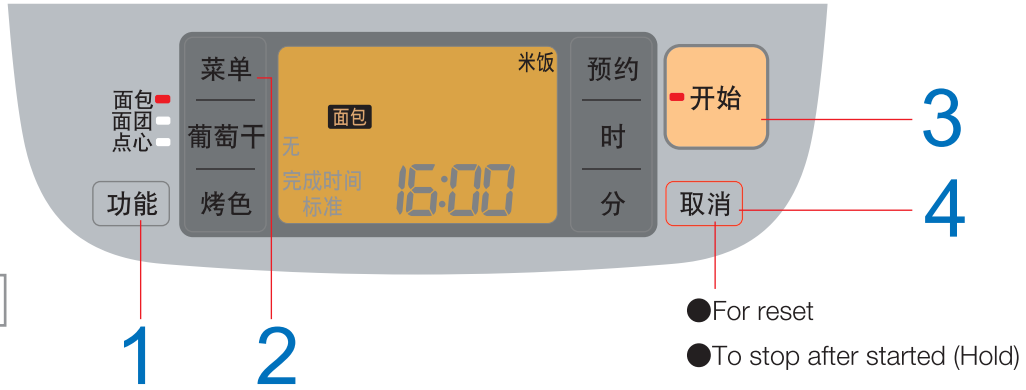 菜单
葡萄干
烤色
米饭
面包
无
完成时间
标准
16:00
预约
时
分
开始
取消
面包
面团
点心
功能
1
2
3
4
●For reset
●To stop after started (Hold)